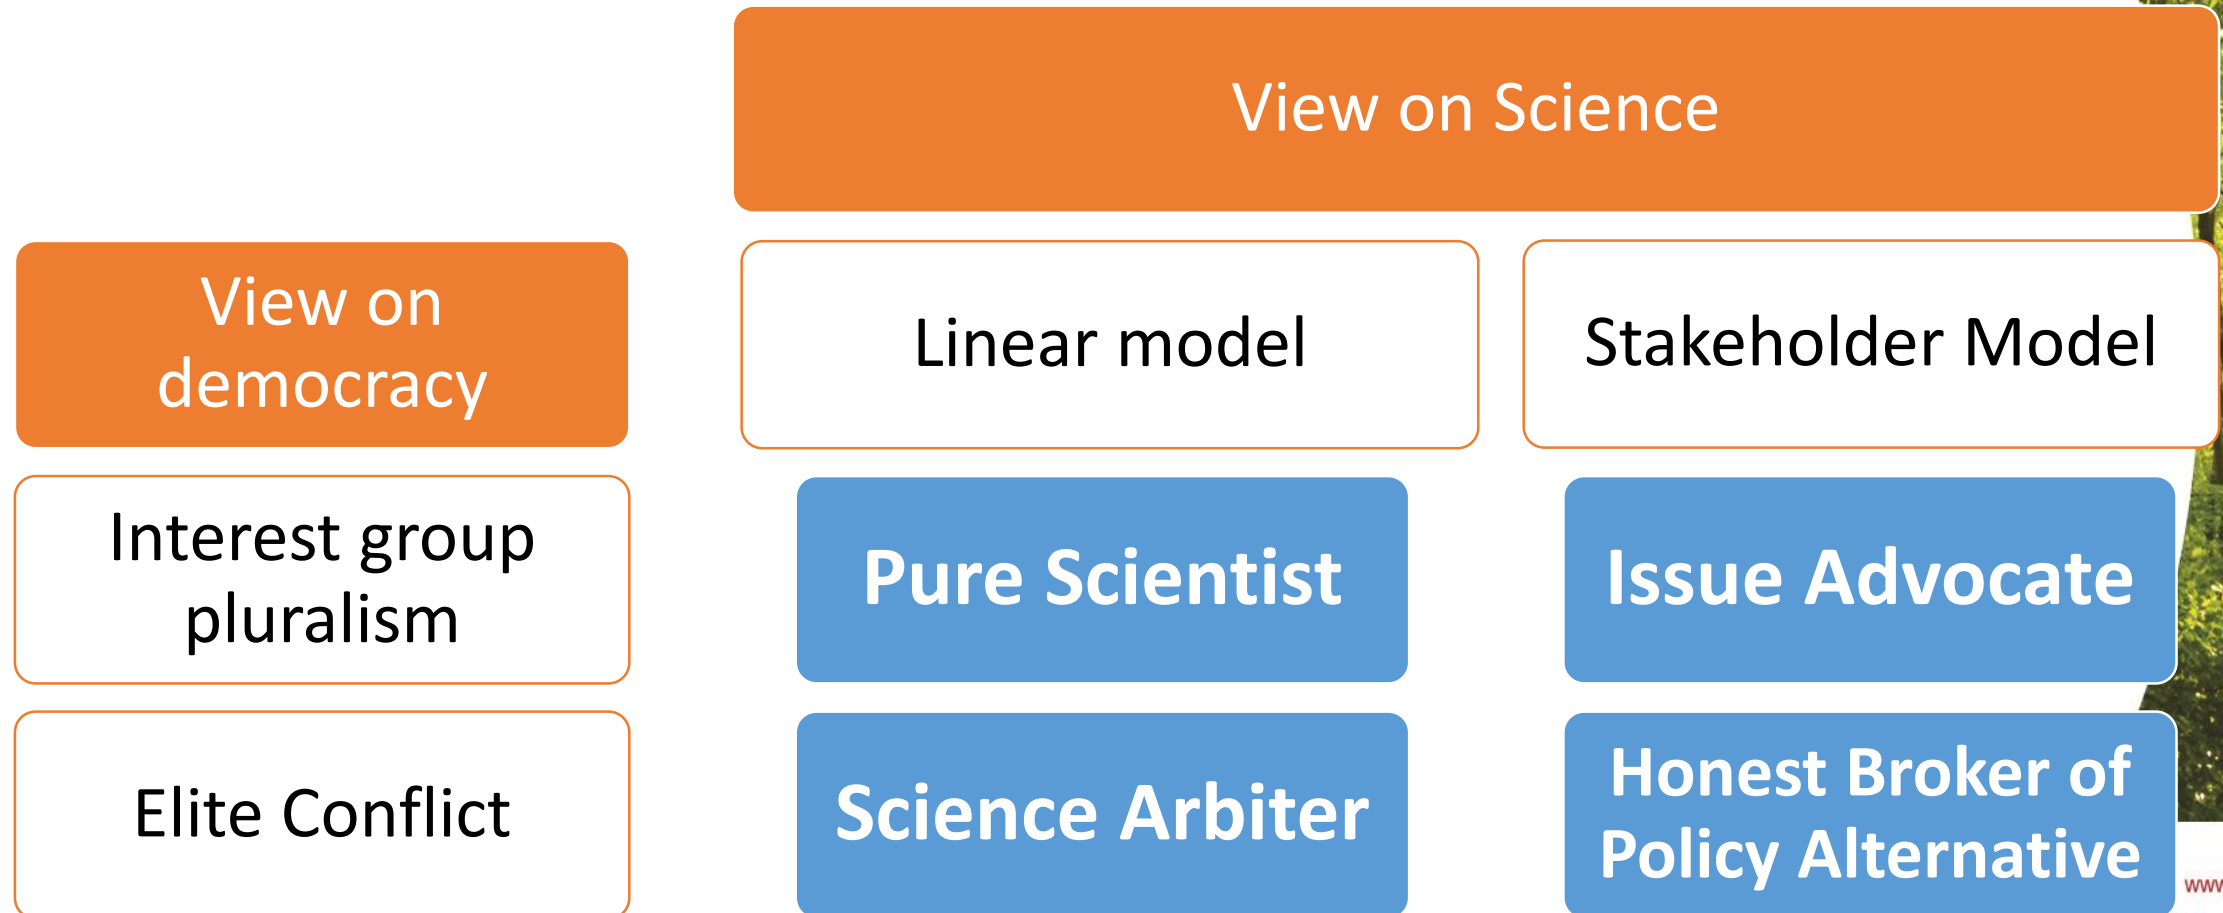 View on Science
View on
democracy
Linear model
Stakeholder Model
Interest group
pluralism
Pure Scientist
Issue Advocate
Elite Conflict
Science Arbiter
Honest Broker of
Policy Alternative
www